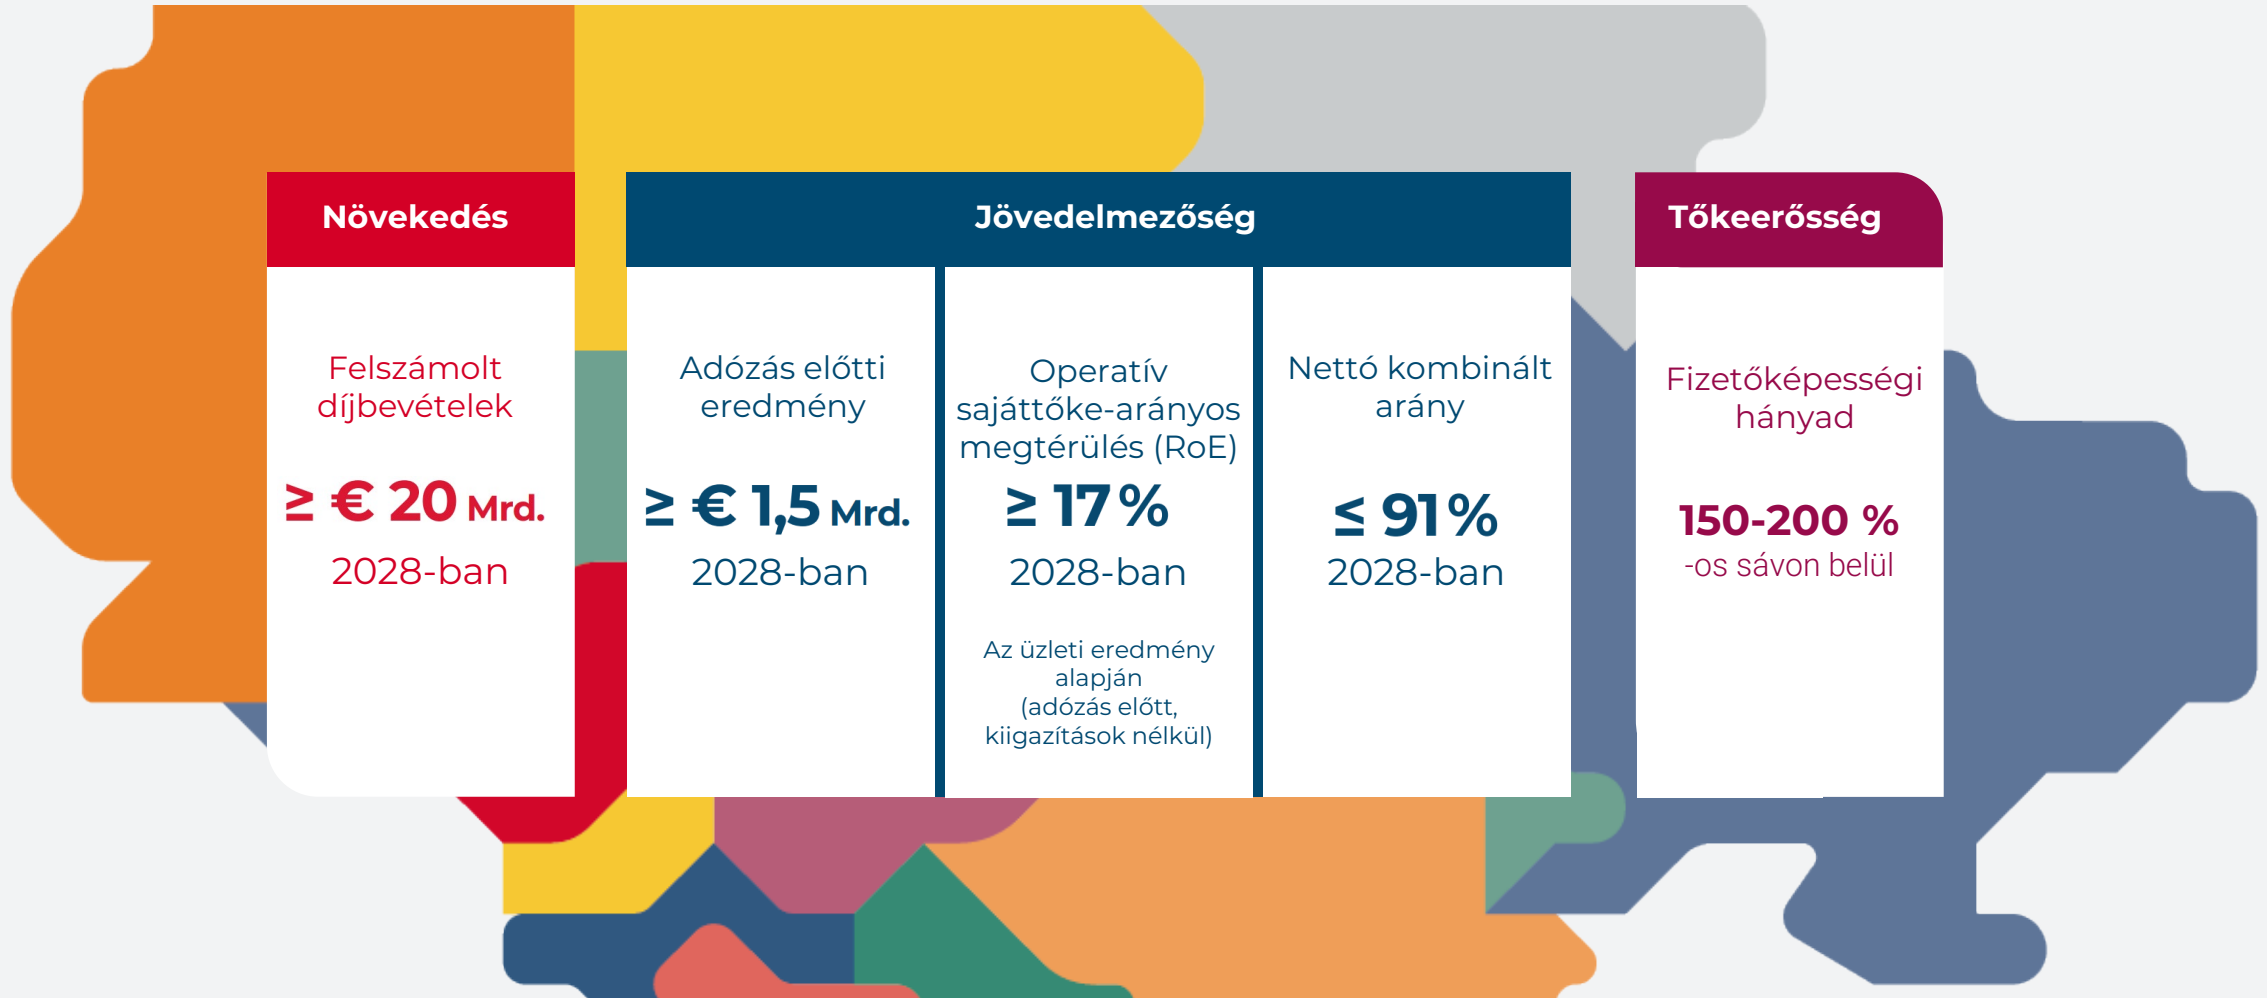 Növekedés
Felszámolt
díjbevételek
≥ € 20 Mrd.
2028-ban
Jövedelmezőség
Adózás előtti
eredmény
≥ € 1,5 Mrd.
2028-ban
Operatív
sajáttőke-arányos
megtérülés (RoE)
≥ 17 %
2028-ban
Az üzleti eredmény
alapján
(adózás előtt,
kiigazítások nélkül)
Nettó kombinált
arány
≤ 91 %
2028-ban
Tőkeerősség
Fizetőképességi
hányad
150-200 %
-os sávon belül